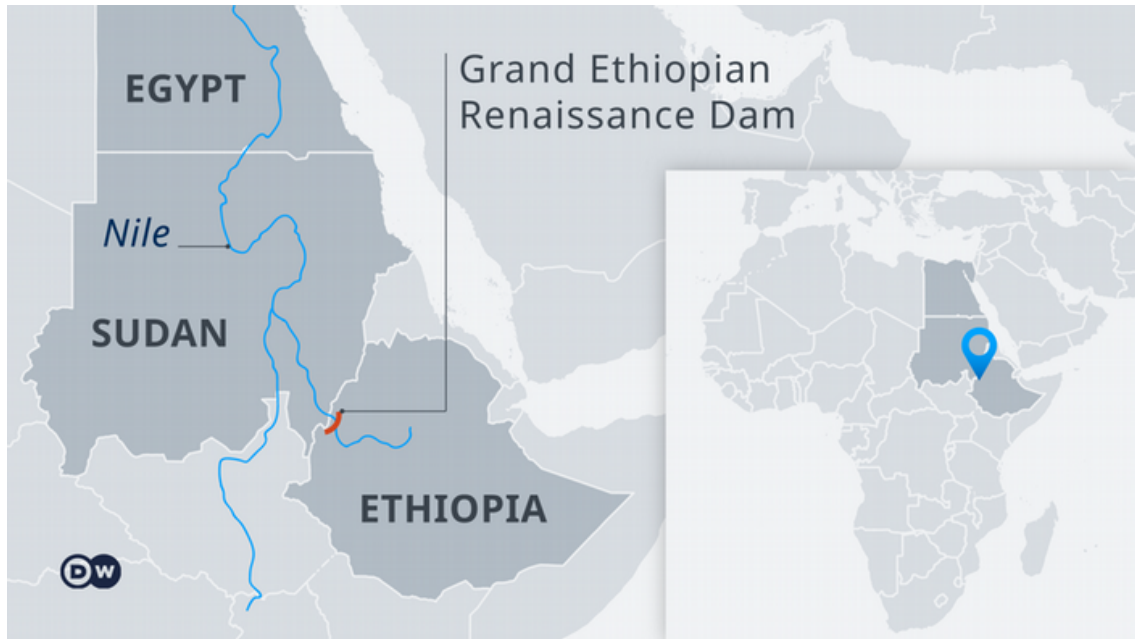 EGYPT
Grand Ethiopian
Renaissance Dam
Nile
SUDAN
ETHIOPIA
DW